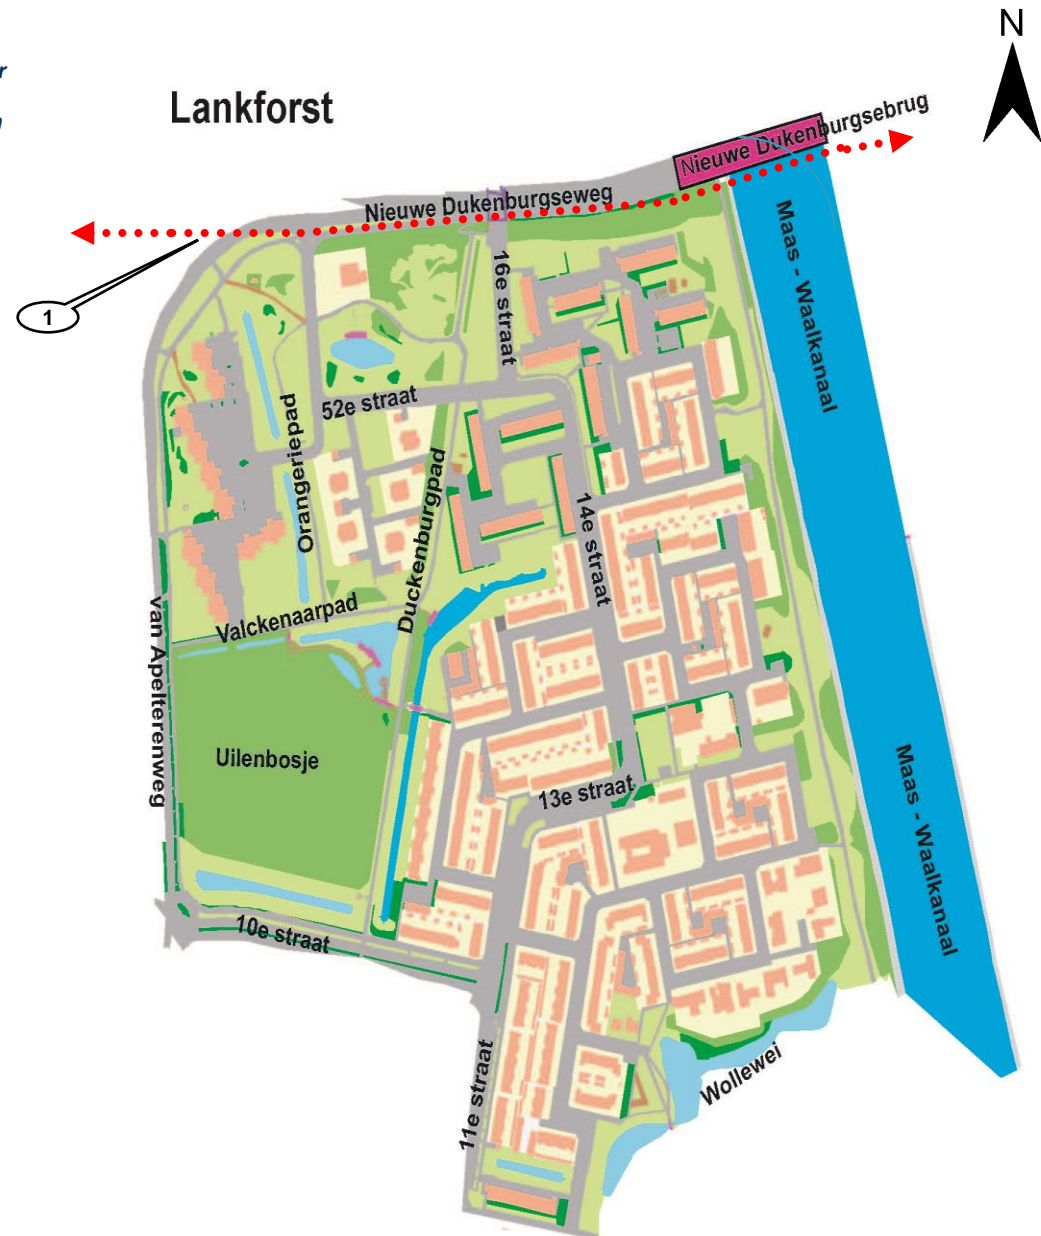 N
r
Lankforst
Nieuwe Dukenburgsebrug
Nieuwe Dukenburgseweg
Maas - Waalkanaal
16e straat
1
52e straat
Orangeriepad
Duckenburgpad
14e straat
Valckenaarpad
van Apelterenweg
Uilenbosje
13e straat
Maas - Waalkanaal
10e straat
11e straat
Wollewei